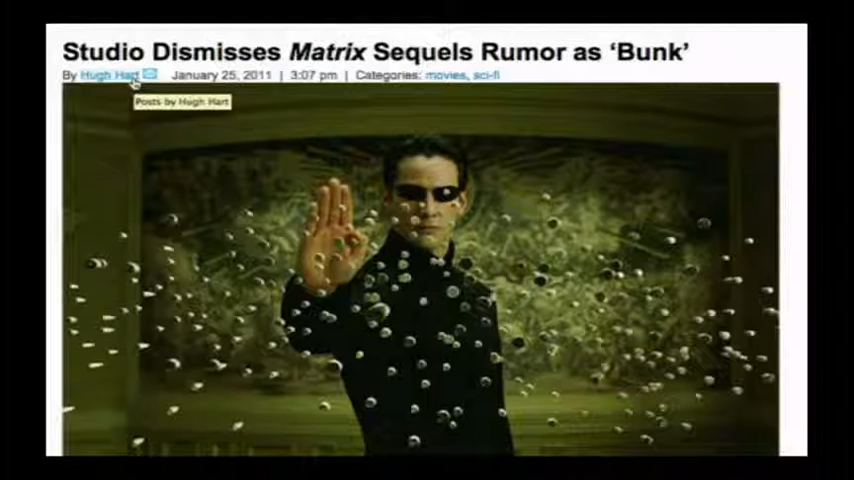 Studio Dismisses Matrix Sequels Rumor as ‘Bunk’
By Hugh Hart January 25, 2011 | 3:07 pm | Categories: movies, sci-fi
Posts by Hugh Hart